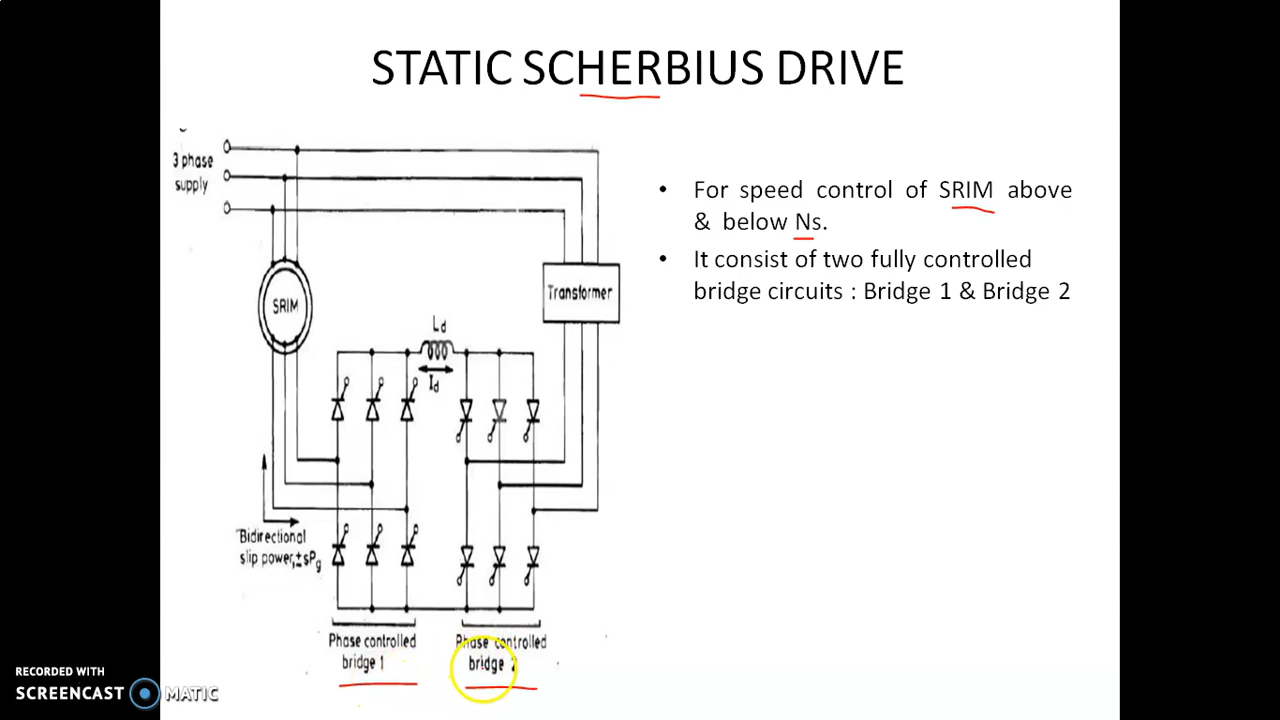 STATIC SCHERBIUS DRIVE
3 phase
supply
SRIM
Transformer
Ld
Id
Bidirectional
slip power,±sPg
Phase controlled
bridge 1
Phase controlled
bridge 2
• For speed control of SRIM above
& below Ns.
• It consist of two fully controlled
bridge circuits : Bridge 1 & Bridge 2
RECORDED WITH
SCREENCAST MATIC